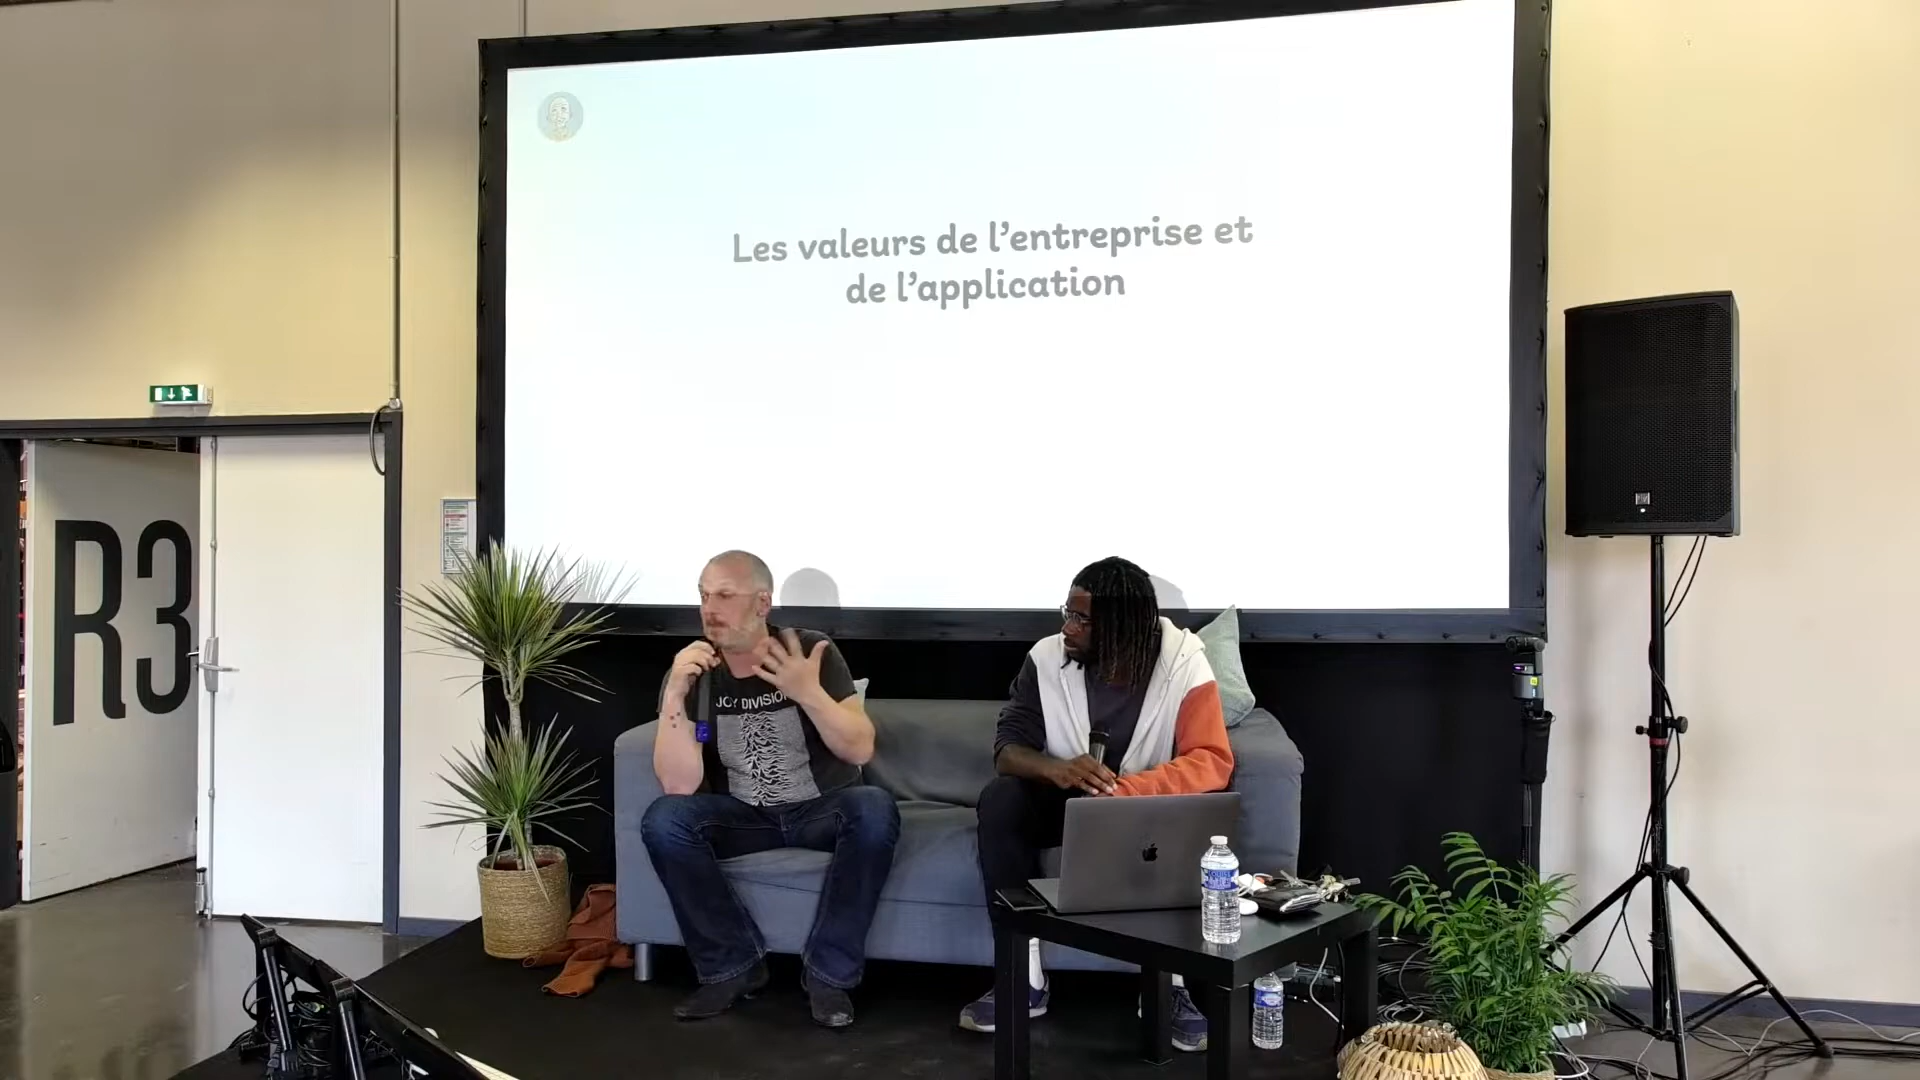 Les valeurs de l’entreprise et
de l’application
R3
JOY DIVISION